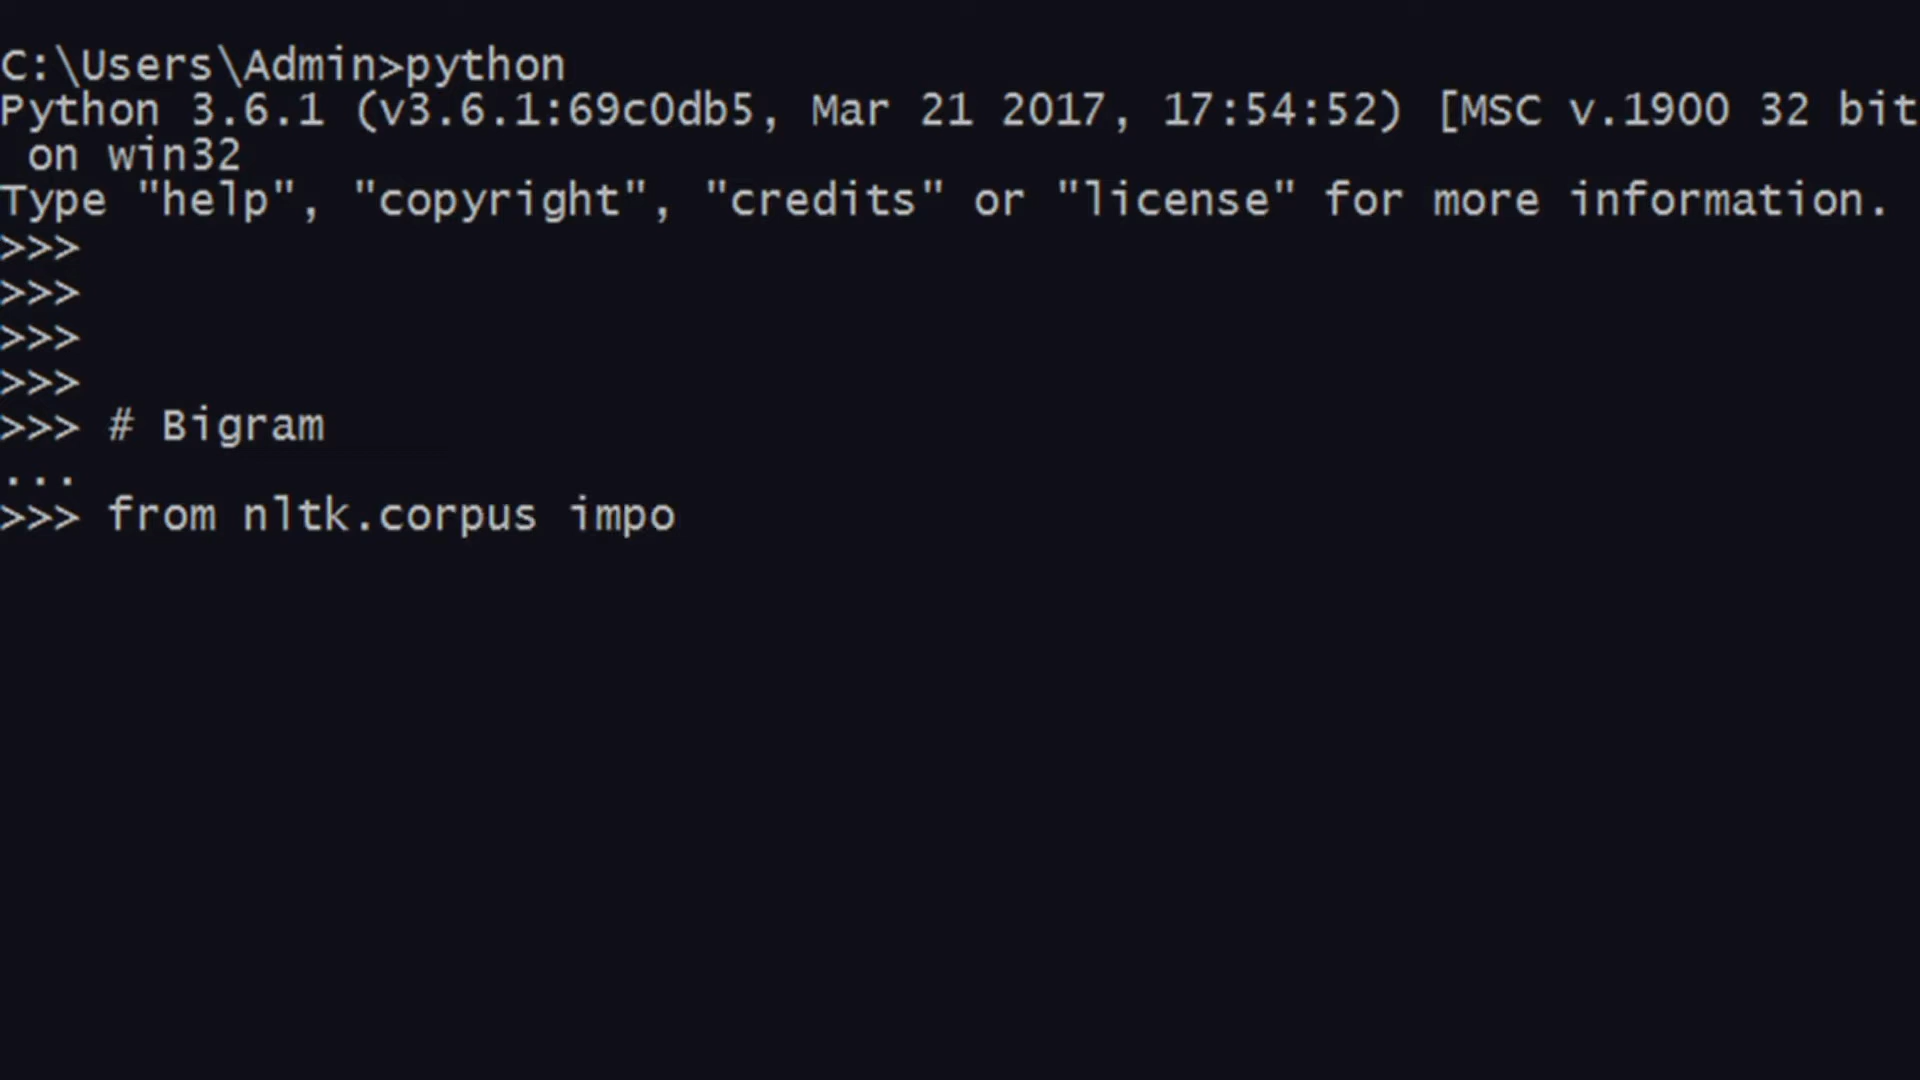 C:\Users\Admin>python
Python 3.6.1 (v3.6.1:69c0db5, Mar 21 2017, 17:54:52) [MSC v.1900 32 bit
 on win32
Type "help", "copyright", "credits" or "license" for more information.
>>>
>>>
>>>
>>>
>>> # Bigram
...
>>> from nltk.corpus impo